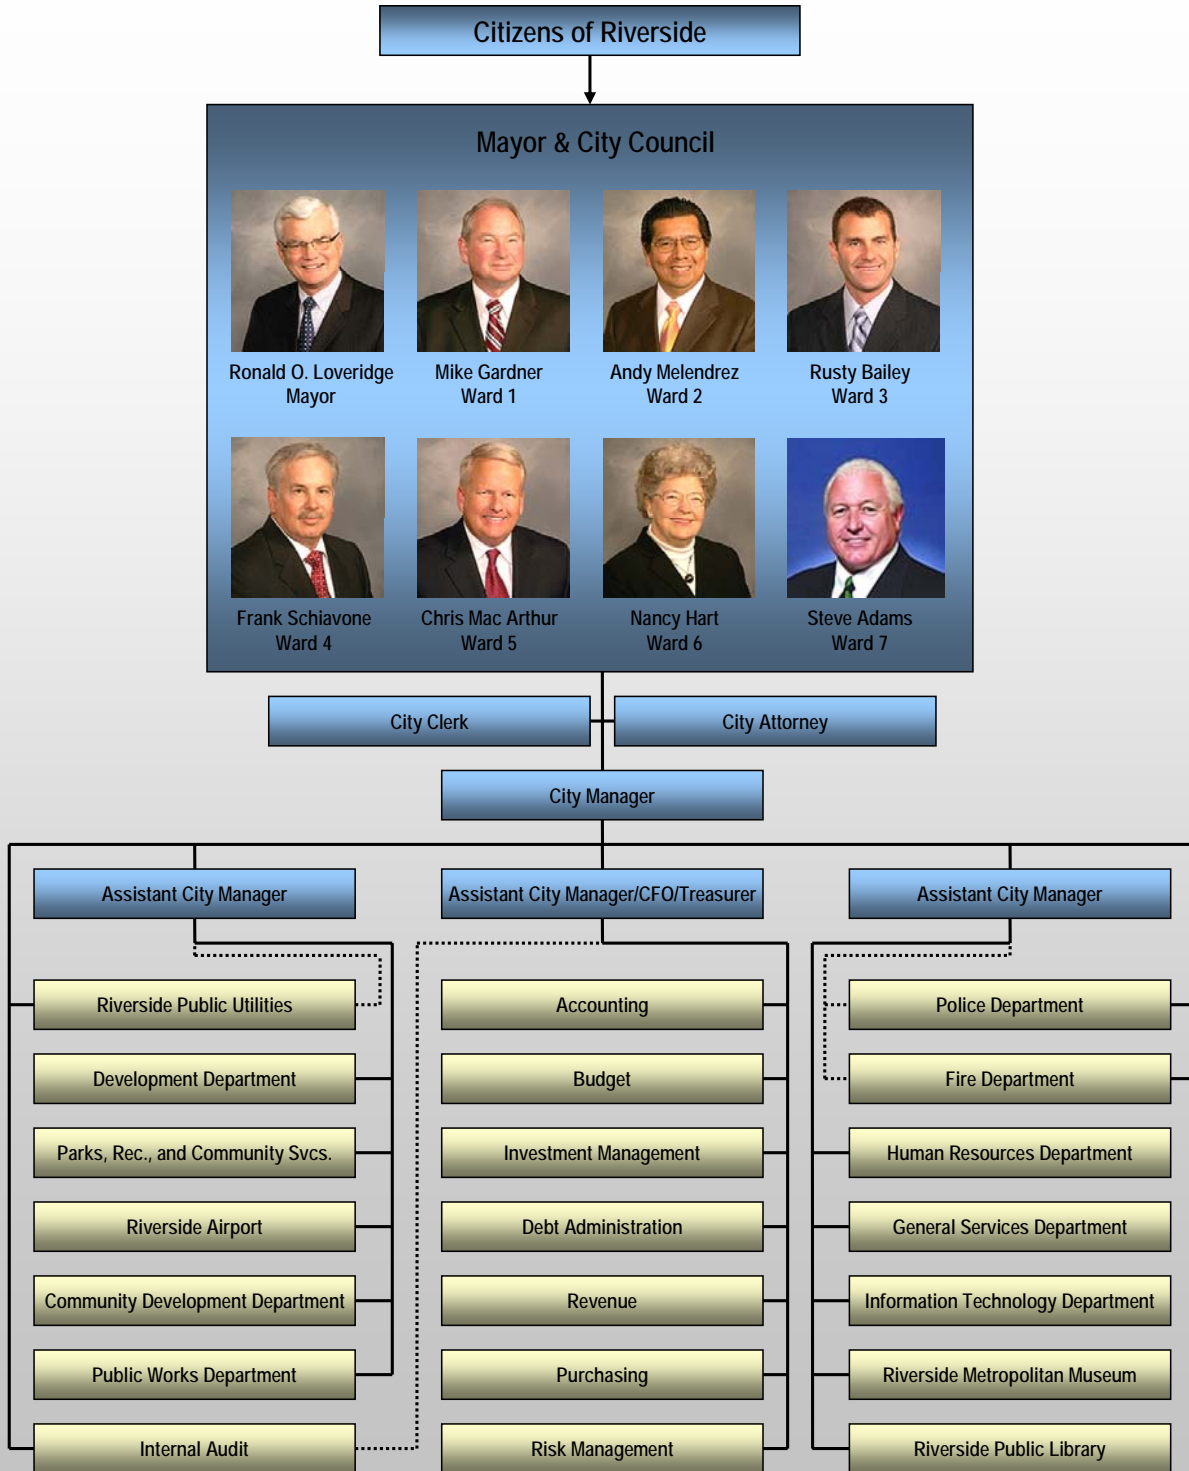 Citizens of Riverside
Mayor & City Council
Ronald O. Loveridge
Mayor
Mike Gardner
Ward 1
Andy Melendrez
Ward 2
Rusty Bailey
Ward 3
Frank Schiavone
Ward 4
Chris Mac Arthur
Ward 5
Nancy Hart
Ward 6
Steve Adams
Ward 7
City Clerk
City Attorney
City Manager
Assistant City Manager
Assistant City Manager/CFO/Treasurer
Assistant City Manager
Riverside Public Utilities
Development Department
Parks, Rec., and Community Svcs.
Riverside Airport
Community Development Department
Public Works Department
Internal Audit
Accounting
Budget
Investment Management
Debt Administration
Revenue
Purchasing
Risk Management
Police Department
Fire Department
Human Resources Department
General Services Department
Information Technology Department
Riverside Metropolitan Museum
Riverside Public Library